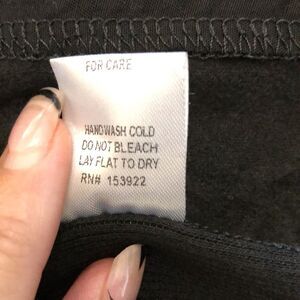 FOR CARE
HANDWASH COLD
DO NOT BLEACH
LAY FLAT TO DRY
RN# 153922